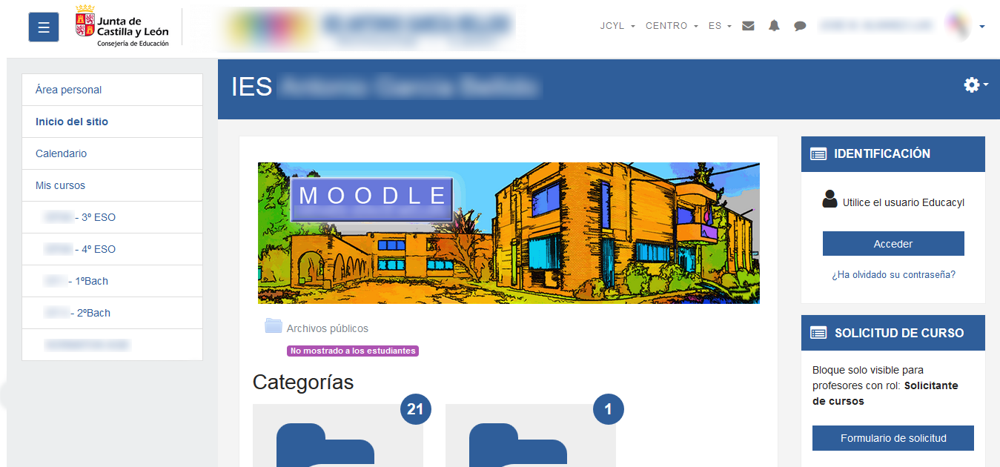 Junta de
Castilla y León
Consejería de Educación
JCYL
CENTRO
ES
Área personal
Inicio del sitio
Calendario
Mis cursos
- 3º ESO
- 4º ESO
- 1ºBach
- 2ºBach
IES
MOODLE
Archivos públicos
No mostrado a los estudiantes
Categorías
21
1
IDENTIFICACIÓN
Utilice el usuario Educacyl
Acceder
¿Ha olvidado su contraseña?
SOLICITUD DE CURSO
Bloque solo visible para
profesores con rol: Solicitante
de cursos
Formulario de solicitud